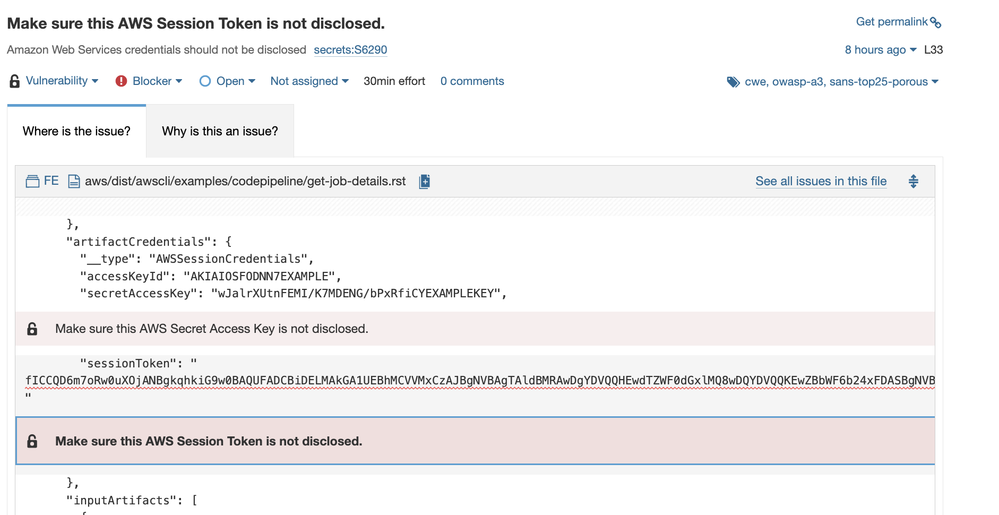 Make sure this AWS Session Token is not disclosed.
Get permalink
Amazon Web Services credentials should not be disclosed secrets:S6290
8 hours ago L33
Vulnerability Blocker Open Not assigned 30min effort 0 comments
cwe, owasp-a3, sans-top25-porous
Where is the issue? Why is this an issue?
FE aws/dist/awscli/examples/codepipeline/get-job-details.rst
See all issues in this file
},
"artifactCredentials": {
"__type": "AWSSessionCredentials",
"accessKeyId": "AKIAIOSFODNN7EXAMPLE",
"secretAccessKey": "wJalrXUtnFEMI/K7MDENG/bPxRfiCYEXAMPLEKEY",
Make sure this AWS Secret Access Key is not disclosed.
"sessionToken": "
fICCQD6m7oRw0uXOjANBgkqhkiG9w0BAQUFADCBiDELMAkGA1UEBhMCVVMxCzAJBgNVBAgTAldBMRAwDgYDVQQHEwdTZWF0dGxlMQ8wDQYDVQQKEwZBbWF6b24xFDASBgNVB
"
Make sure this AWS Session Token is not disclosed.
},
"inputArtifacts": [
{